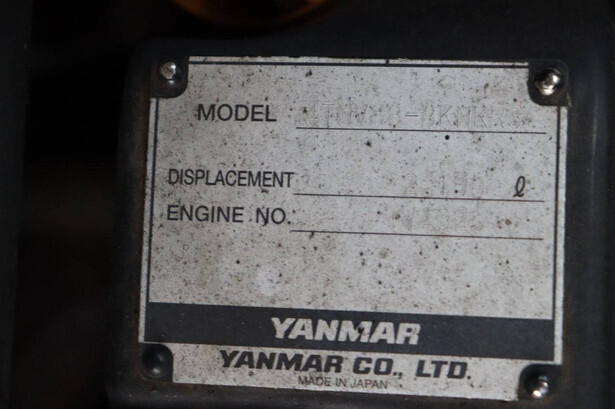 MODEL
DISPLACEMENT ℓ
ENGINE NO.
YANMAR
YANMAR CO., LTD.
MADE IN JAPAN